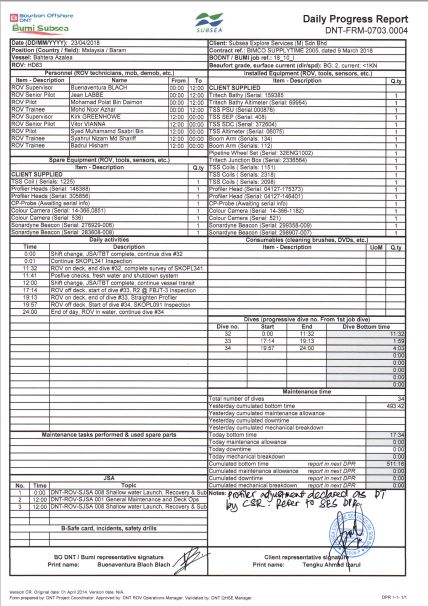 Bourbon Offshore
DNT
Bumi Subsea
SUBSEA
Daily Progress Report
DNT-FRM-0703.0004
Date (DD/MMM/YYYY): 23/04/2018
Position (Country / field): Malaysia / Baram
Vessel: Bahtera Azalea
ROV: HD63
Client: Subsea Explore Services (M) Sdn Bhd
Contract ref.: BIMCO SUPPLYTIME 2005, dated 9 March 2018
BODNT / BUMI job ref.: 18_10_I
Beaufort grade, surface current (dir/spd): BG: 2, current: <1KN
Personnel (ROV technicians, mob, demob, etc.)
Item - Description Name From To
ROV Supervisor Buenaventura BLACH 00:00 12:00
ROV Senior Pilot Jean LABBE 00:00 12:00
ROV Pilot Mohamad Polat Bin Daimon 00:00 12:00
ROV Trainee Mohd Noor Azhar 00:00 12:00
ROV Supervisor Kirk GREENHOWE 12:00 00:00
ROV Senior Pilot Vitor VIANNA 12:00 00:00
ROV Pilot Syed Muhamamd Saabri Bin 12:00 00:00
ROV Trainee Syahrul Nizam Md Shariff 12:00 00:00
ROV Trainee Badrul Hisham 12:00 00:00
Installed Equipment (ROV, tools, sensors, etc.)
Item - Description Q.ty
CLIENT SUPPLIED
Tritech Bathy (Serial: 159385 1
Tritech Bathy Altimeter (Serial: 69954) 1
TSS PSU (Serial:000876) 1
TSS SEP (Serial: 408) 1
TSS SDC (Serial: 372604) 1
TSS Altimeter (Serial: 06075) 1
Boom Arm (Serial: 134) 1
Boom Arm (Serial: 112) 1
Pipeline Wheel Set (Serial: 32ENG1002) 1
Tritech Junction Box (Serial: 2336564) 1
TSS Coils (Serial: 1151) 1
TSS Coils (Serial: 2318) 1
TSS Coils (Serial: 2098) 1
Profiler Head (Serial: 04127-175373) 1
Profiler Head (Serial: 04127-146401) 1
CP-Probe (Awaiting serial info) 1
Colour Camera (Serial: 14-366-1182) 1
Colour Camera (Serial: 521) 1
Sonardyne Beacon (Serial: 299358-009) 1
Sonardyne Beacon (Serial: 298907-007) 1
Spare Equipment (ROV, tools, sensors, etc.)
Item - Description Q.ty
CLIENT SUPPLIED
TSS Coil ( Serials: 1225) 1
Profiler Heads (Serial: 146388) 1
Profiler Heads (Serial: 305856) 1
CP-Probe (Awaiting serial info) 1
Colour Camera (Serial: 14-366,0851) 1
Colour Camera (Serial: 536) 1
Sonardyne Beacon (Serial: 276929-008) 1
Sonardyne Beacon (Serial: 283608-008) 1
Daily activities
Time Description
0:00 Shift change, JSA/TBT complete, continue dive #32
0:01 Continue SKOPL341 Inspection
11:32 ROV on deck, end dive #32, complete survey of SKOPL341
11:41 Postive checks, fresh water and shutdown system
12:00 Shift change, JSA/TBT complete, continue vessel transit
17:14 ROV off deck, start of dive #33, R2 @ FBJT-3 Inspection
19:13 ROV on deck, end of dive #33, Straighten Profiler
19:57 ROV off deck, Start of dive #34, SKOPL091 Inspection
24:00 End of day, ROV in water, continue dive #34
Consumables (cleaning brushes, DVDs, etc.)
Item - Description UoM Q.ty
Dives (progressive dive no. From 1st job dive)
Dive no. Start End Dive Bottom time
32 0:00 11:32 11:32
33 17:14 19:13 1:59
34 19:57 24:00 4:03
0:00
0:00
0:00
0:00
Maintenance time
Total number of dives 34
Yesterday cumulated bottom time 493:42
Yesterday cumulated maintenance allowance
Yesterday cumulated downtime
Yesterday cumulated mechanical breakdown
Today bottom time 17:34
Today maintenance allowance 0:00
Today downtime 0:00
Today mechanical breakdown 0:00
Cumulated bottom time report in next DPR 511:16
Cumulated maintenance allowance report in next DPR 0:00
Cumulated downtime report in next DPR 0:00
Cumulated mechanical breakdown report in next DPR 0:00
Maintenance tasks performed & used spare parts
JSA
No. Time Topic
1 0:00 DNT-ROV-SJSA 008 Shallow water Launch, Recovery & Sub
2 12:00 DNT-ROV-SJSA 001 General Maintenance and Deck Ops
3 12:00 DNT-ROV-SJSA 008 Shallow water Launch, Recovery & Sub
Notes: profiler adjustment declared as DT
by CSR. Refer to SES DPR.
B-Safe card, incidents, safety drills
BO DNT / Bumi representative signature
Print name: Buenaventura Blach Blach
Client representative signature
Print name: Tengku Ahmad Izarul
Version CR. Original date: 01 April 2014. Version date: N/A.
Form prepared by: DNT Project Coordinator. Approved by: DNT ROV Operations Manager. Validated by: DNT QHSE Manager
DPR 1-1- 1/1